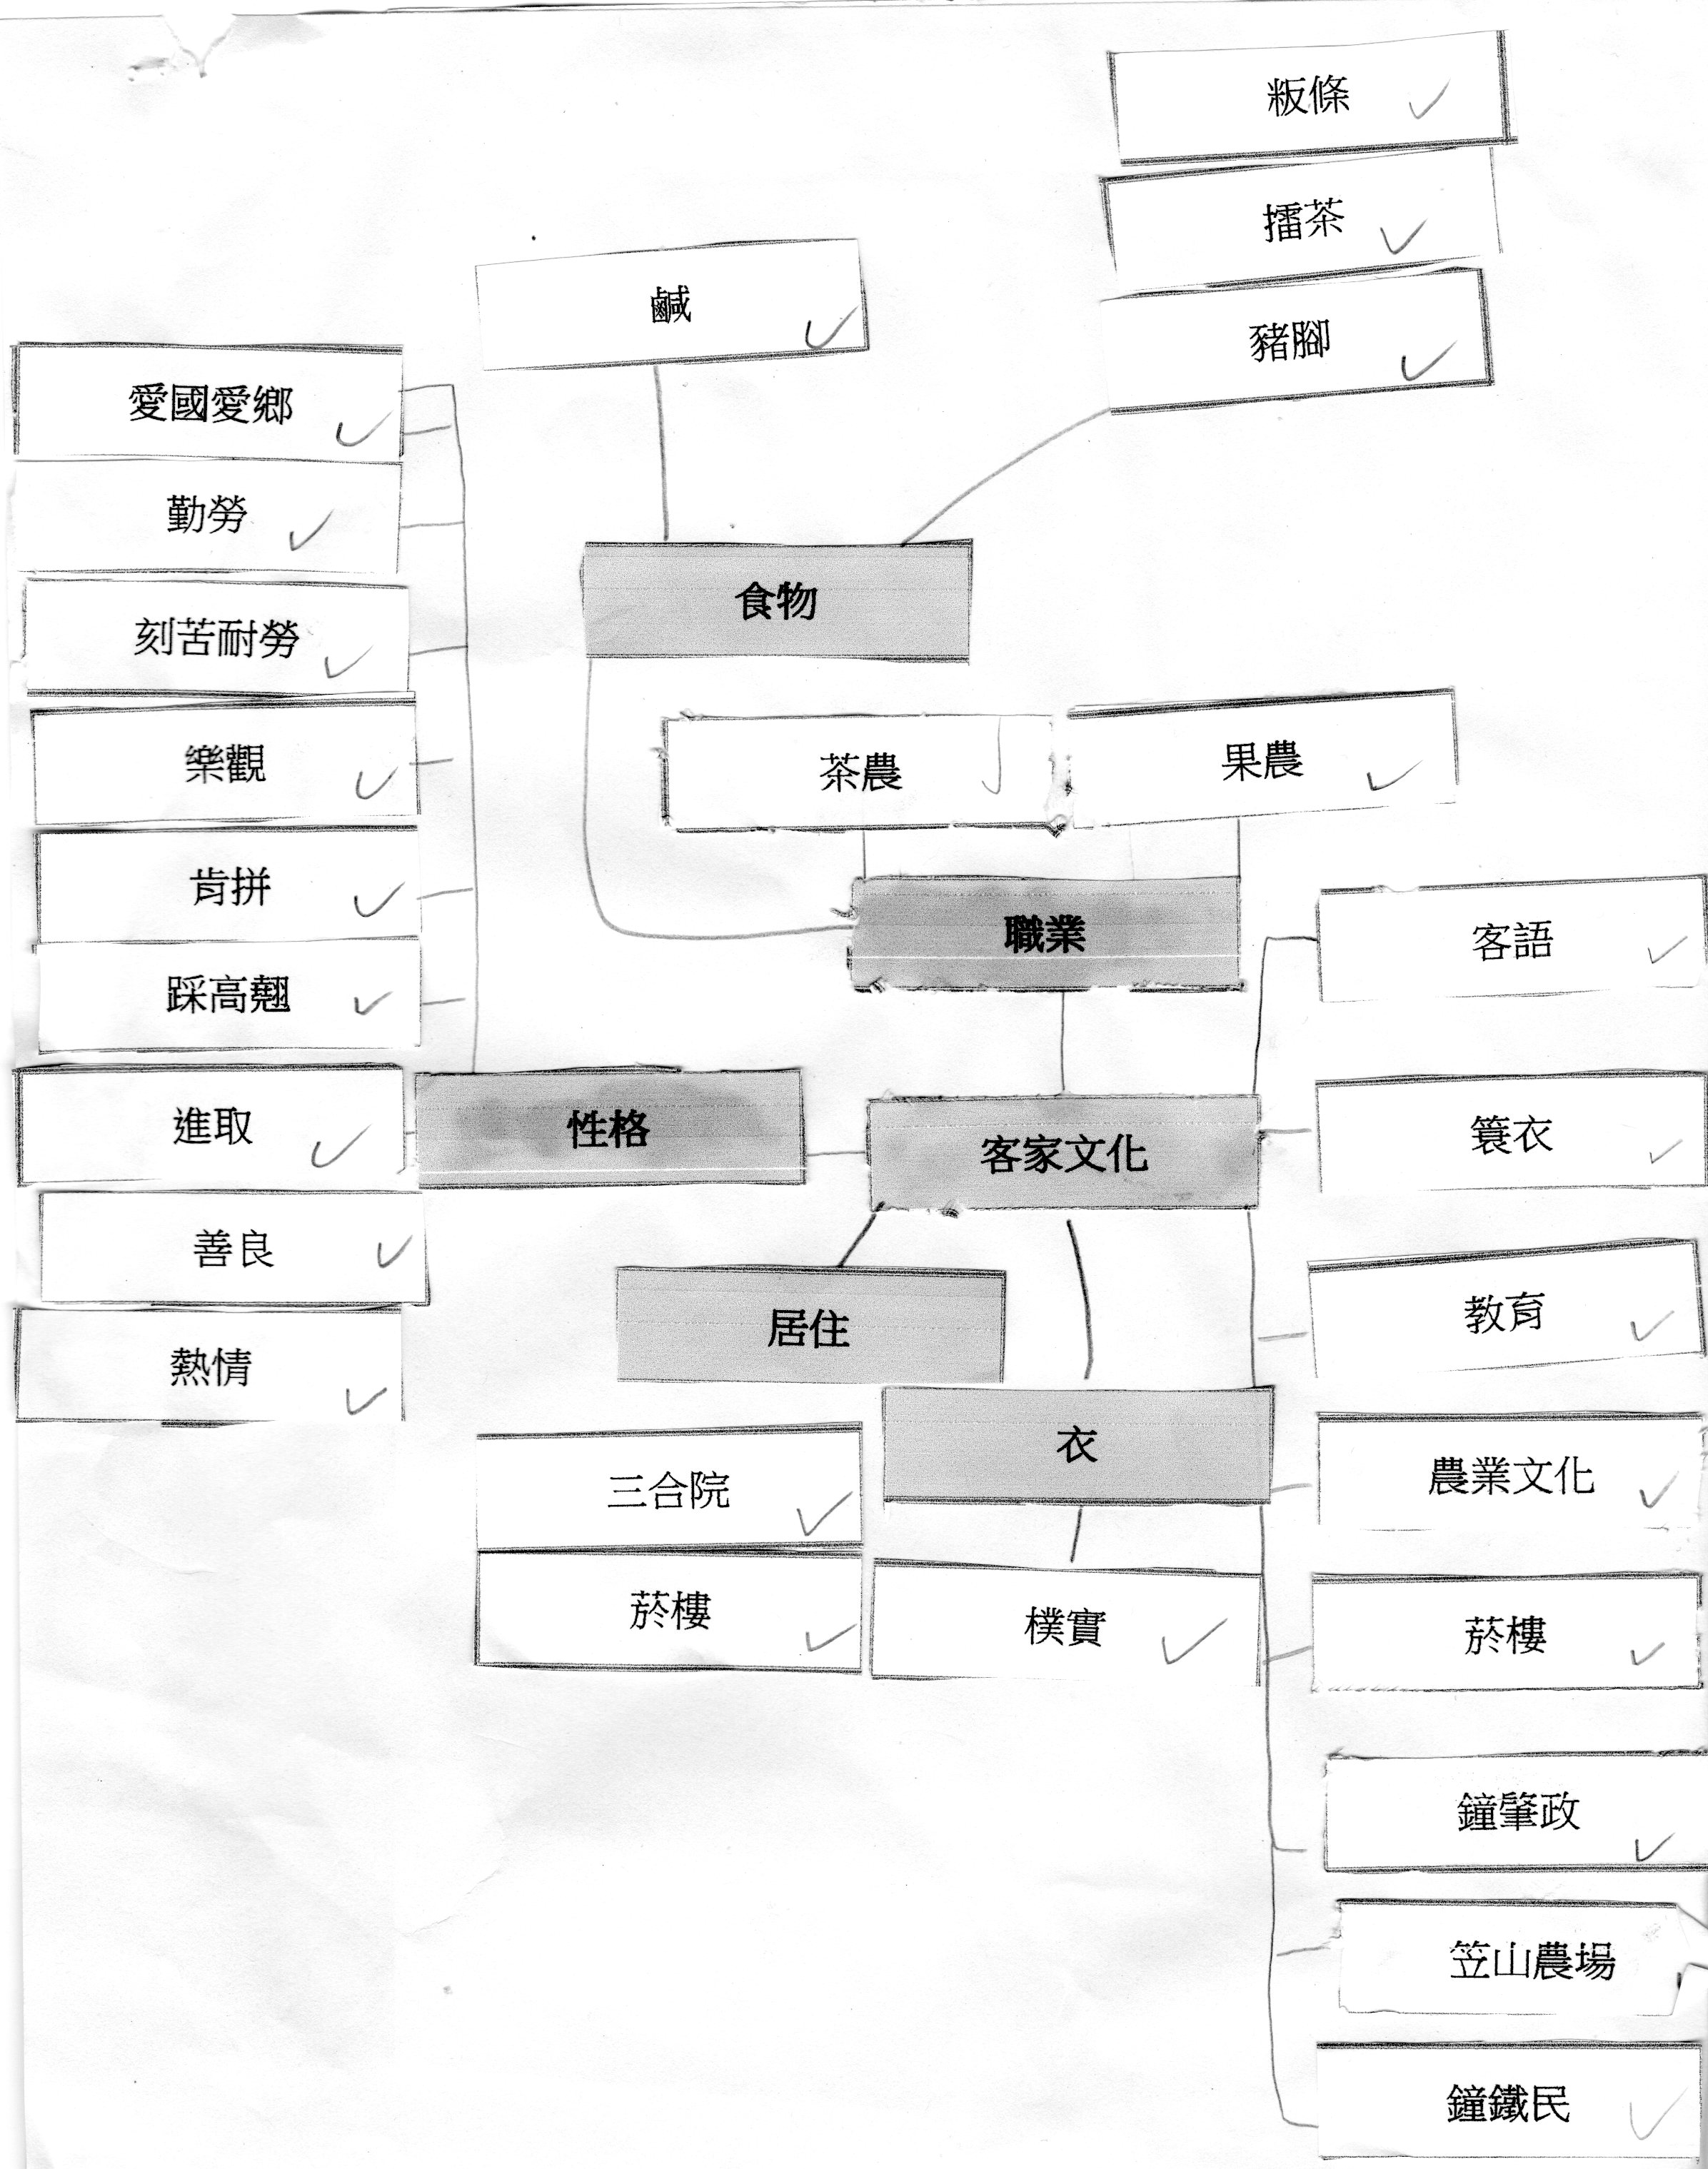 粄條
擂茶
豬腳
鹹
愛國愛鄉
勤勞
刻苦耐勞
樂觀
肯拼
踩高翹
進取
善良
熱情
食物
茶農
果農
職業
性格
客家文化
居住
衣
三合院
菸樓
樸實
客語
簑衣
教育
農業文化
菸樓
鐘肇政
笠山農場
鐘鐵民